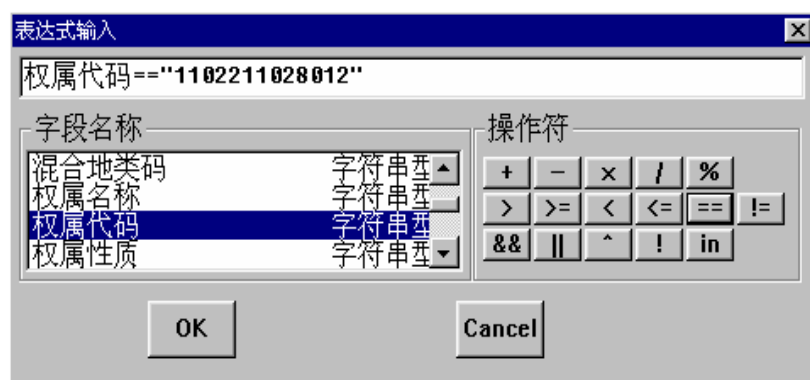 表达式输入
权属代码=="1102211028012"
字段名称
操作符
混合地类码 字符串型
权属名称 字符串型
权属代码 字符串型
权属性质 字符串型
+ - × / %
> >= < <= == !=
&& || ^ ! in
OK Cancel